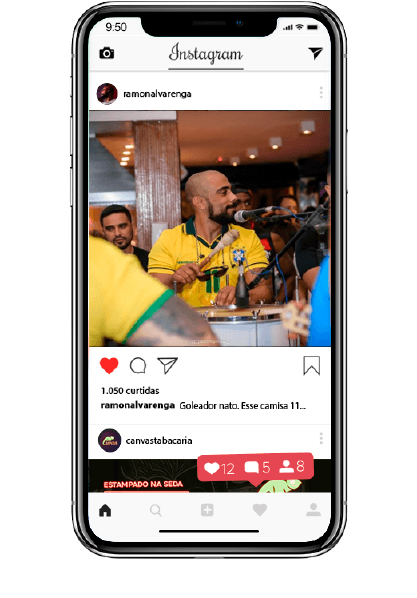 9:50
Instagram
ramonalvarenga
1.050 curtidas
ramonalvarenga Goleador nato. Esse camisa 11...
canvastabacaria
12 5 8
ESTAMPADO NA SEDA